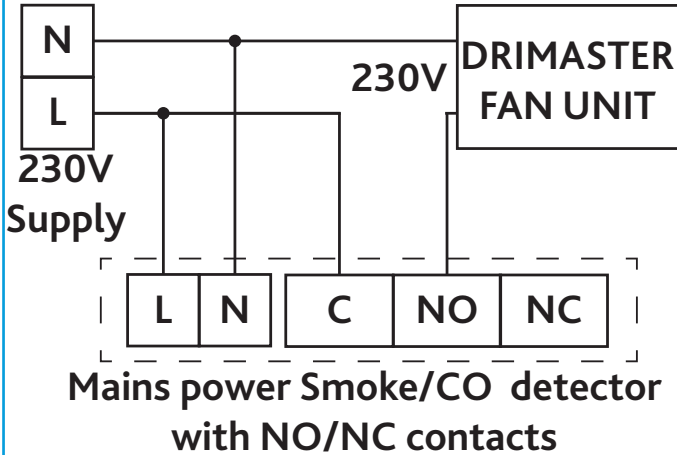 N
L
230V
Supply
230V
DRIMASTER
FAN UNIT
L N C NO NC
Mains power Smoke/CO detector
with NO/NC contacts